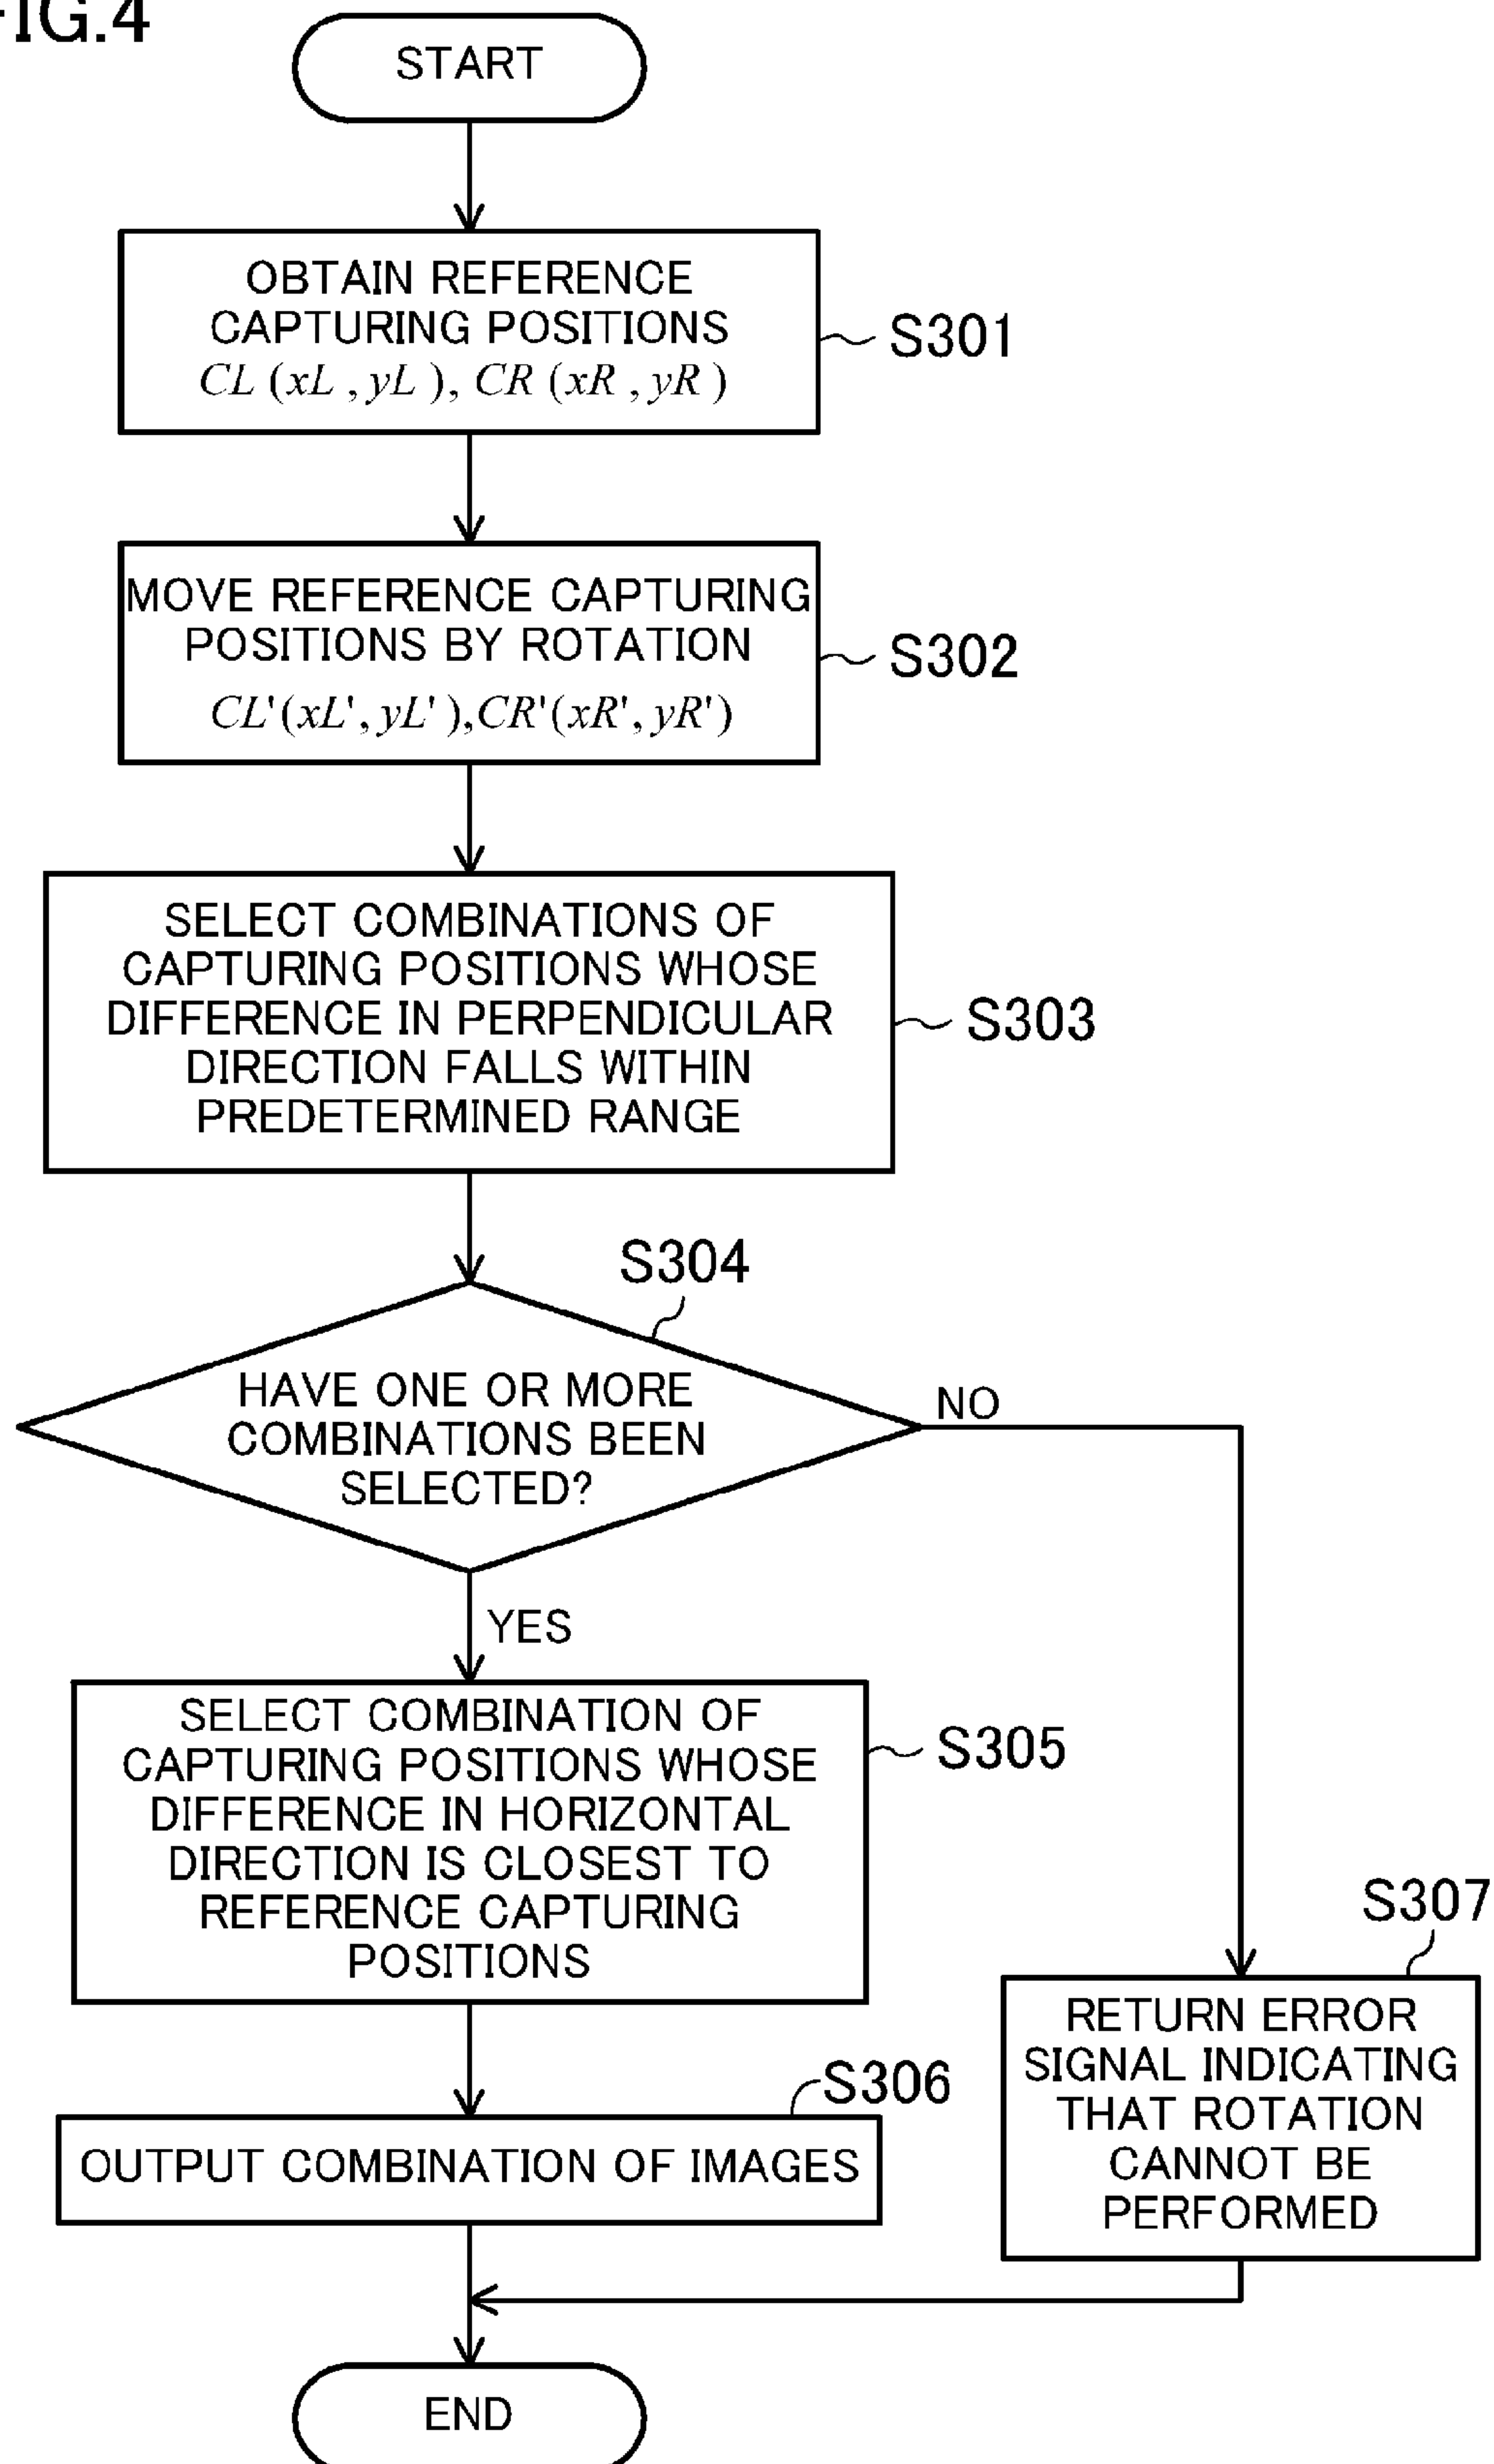 FIG.4
START
OBTAIN REFERENCE
CAPTURING POSITIONS
CL (xL , yL ), CR (xR , yR )
S301
MOVE REFERENCE CAPTURING
POSITIONS BY ROTATION
CL'(xL', yL' ),CR'(xR', yR')
S302
SELECT COMBINATIONS OF
CAPTURING POSITIONS WHOSE
DIFFERENCE IN PERPENDICULAR
DIRECTION FALLS WITHIN
PREDETERMINED RANGE
S303
S304
HAVE ONE OR MORE
COMBINATIONS BEEN
SELECTED?
NO
YES
SELECT COMBINATION OF
CAPTURING POSITIONS WHOSE
DIFFERENCE IN HORIZONTAL
DIRECTION IS CLOSEST TO
REFERENCE CAPTURING
POSITIONS
S305
S307
RETURN ERROR
SIGNAL INDICATING
THAT ROTATION
CANNOT BE
PERFORMED
S306
OUTPUT COMBINATION OF IMAGES
END